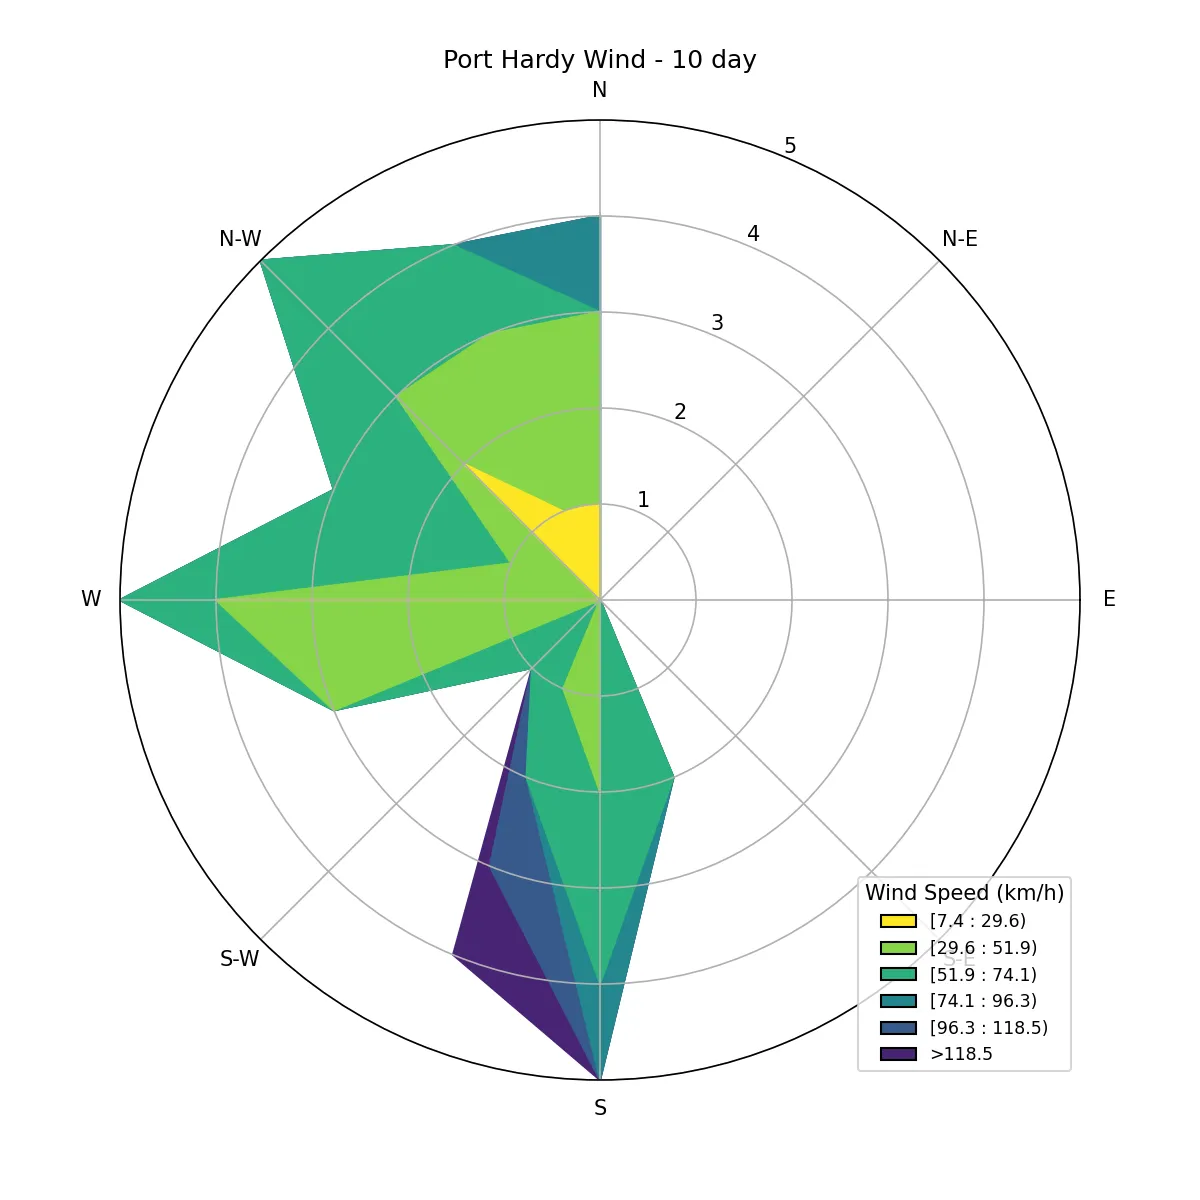 Port Hardy Wind - 10 day
N
5
N-W
4
N-E
3
2
1
W
E
S-W
S-E
Wind Speed (km/h)
[7.4 : 29.6)
[29.6 : 51.9)
[51.9 : 74.1)
[74.1 : 96.3)
[96.3 : 118.5)
>118.5
S